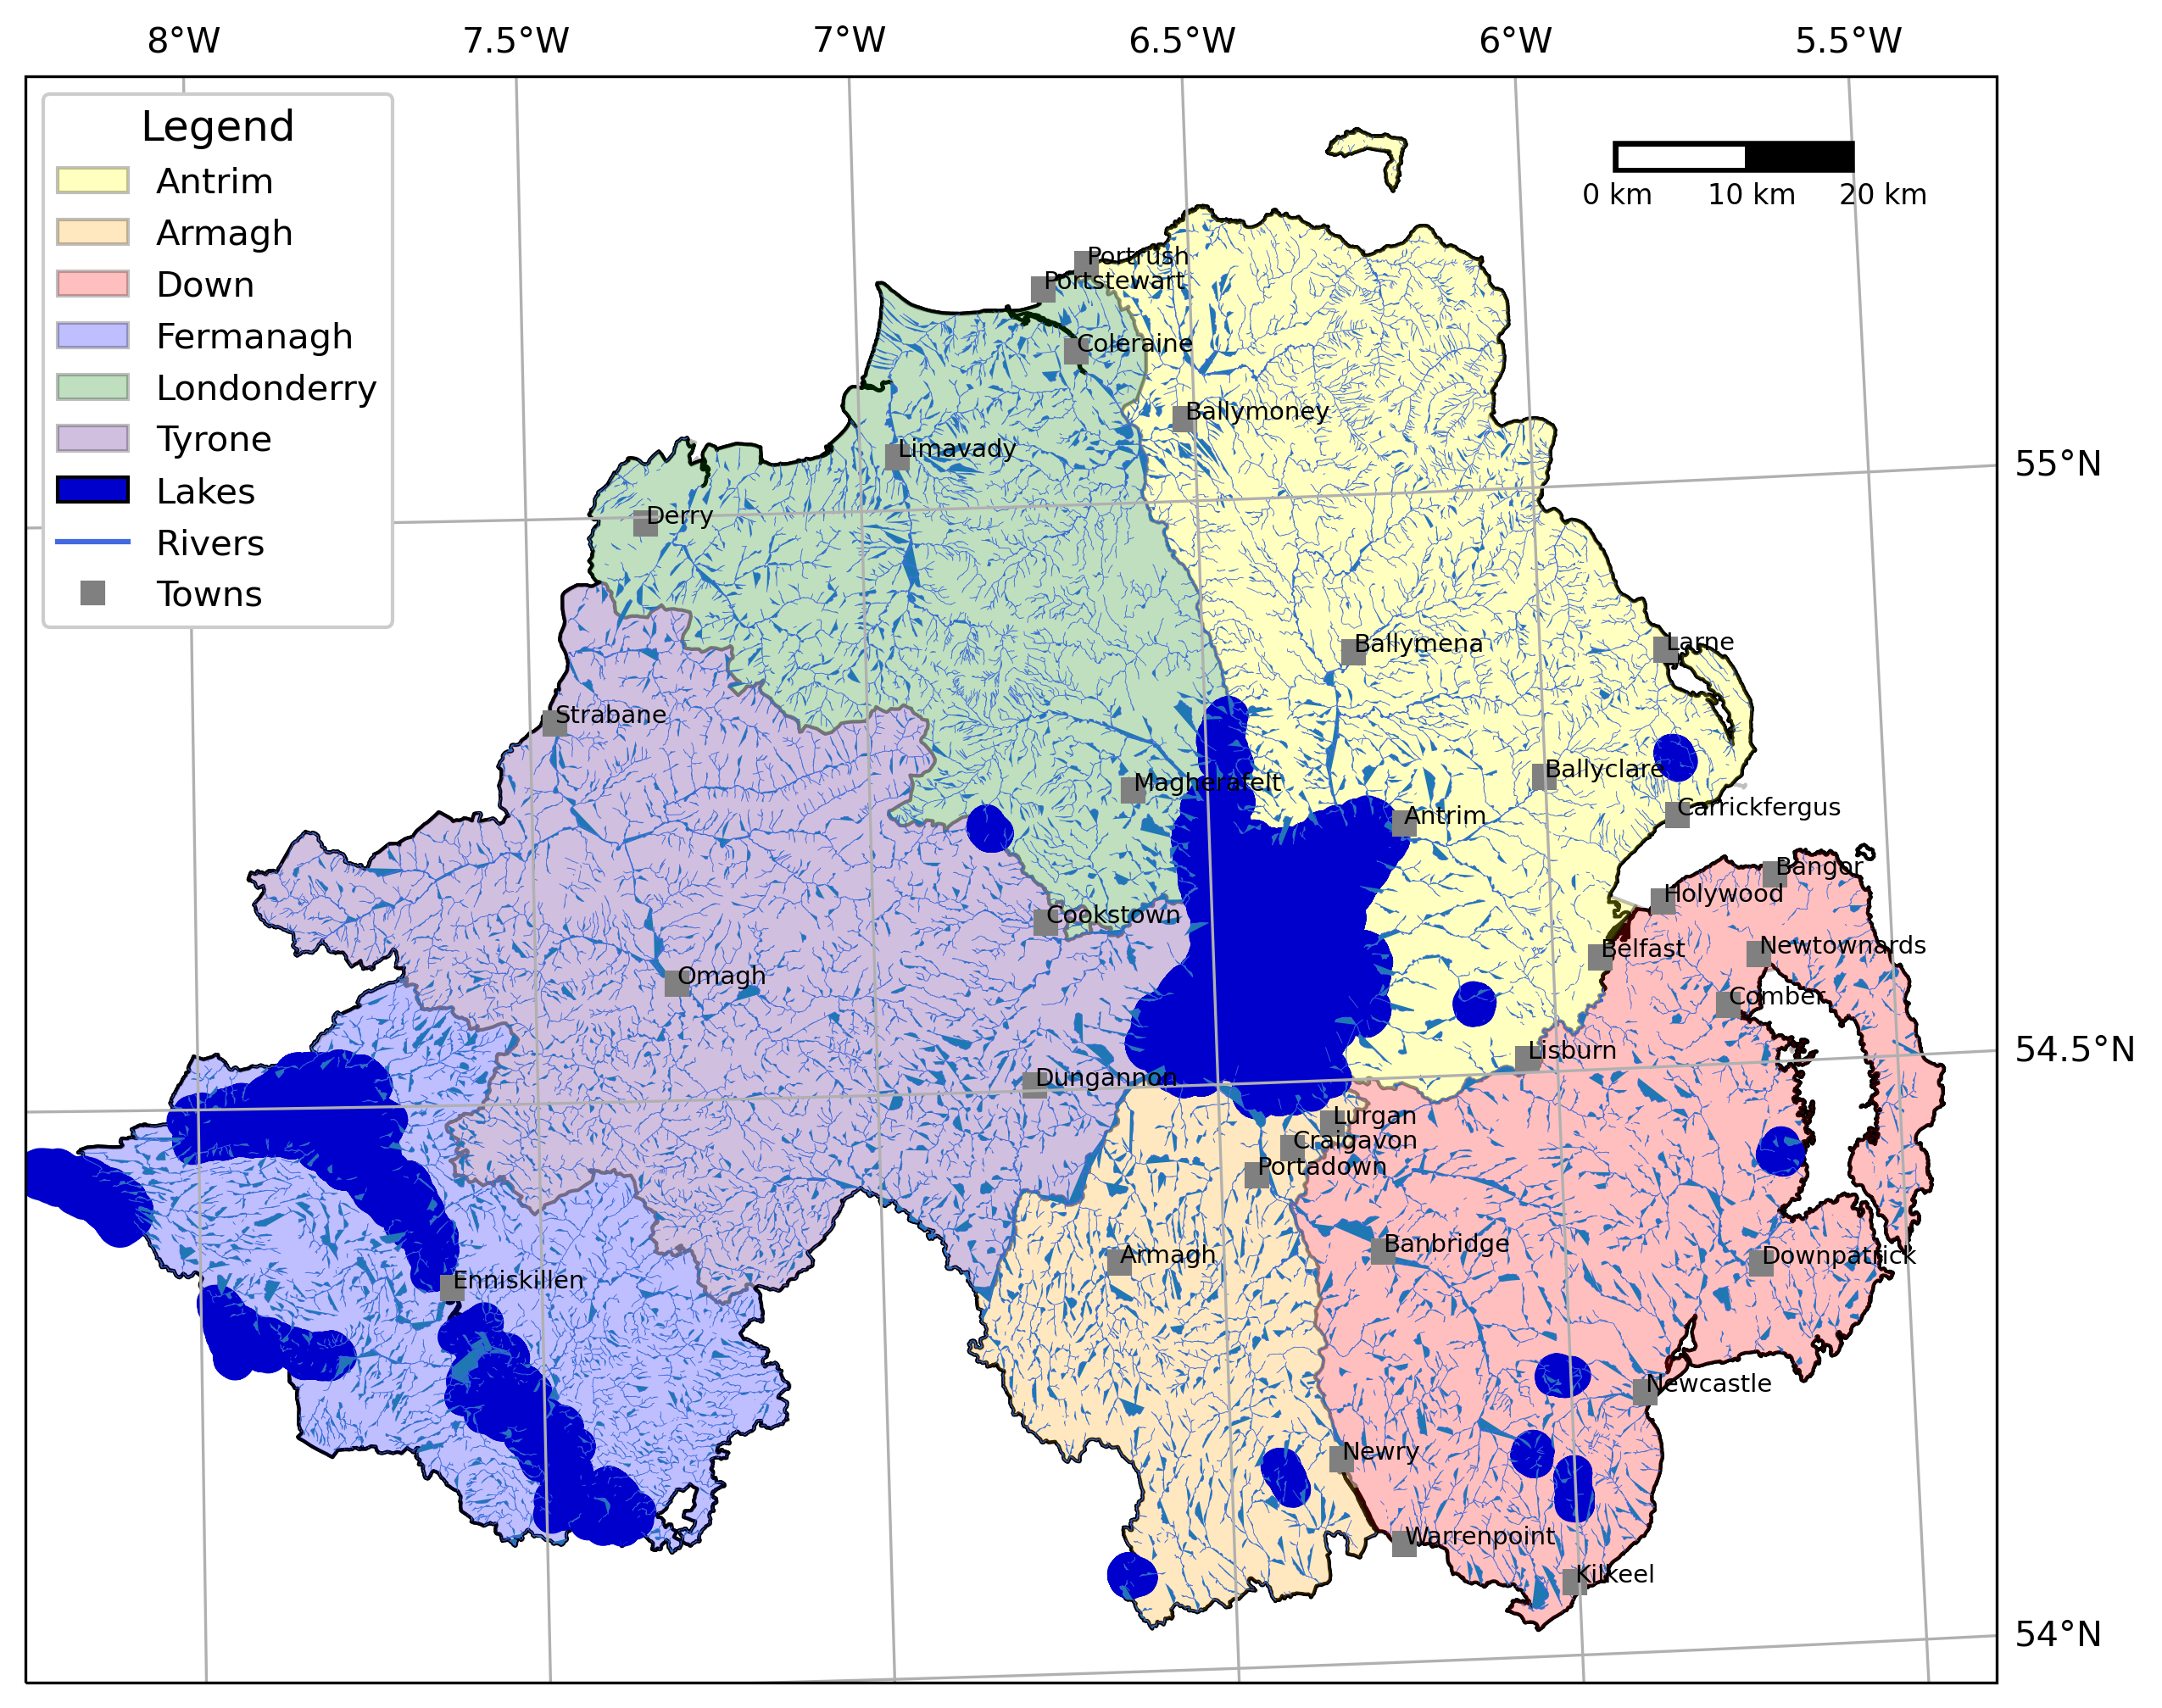 8°W 7.5°W 7°W 6.5°W 6°W 5.5°W
Legend
Antrim
Armagh
Down
Fermanagh
Londonderry
Tyrone
Lakes
Rivers
Towns
0 km 10 km 20 km
Portrush
Portstewart
Coleraine
Ballymoney
Limavady
55°N
Derry
Ballymena
Larne
Strabane
Ballyclare
Magherafelt
Carrickfergus
Antrim
Bangor
Holywood
Cookstown
Newtownards
Belfast
Omagh
Comber
54.5°N
Lisburn
Dungannon
Lurgan
Craigavon
Portadown
Banbridge
Armagh
Downpatrick
Enniskillen
Newcastle
Newry
Warrenpoint
Kilkeel
54°N